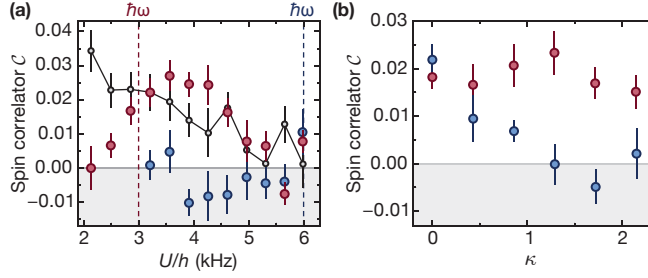 (a)
ħω
ħω
(b)
Spin correlator C
0.04
0.03
0.02
0.01
0.00
−0.01
2
3
4
5
6
U/h (kHz)
Spin correlator C
0.03
0.02
0.01
0.00
−0.01
0
1
2
κ